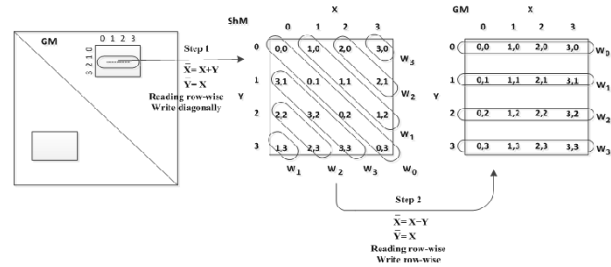 GM
0 1 2 3
3 2 1 0
Step 1
X̄= X+Y
Ȳ= X
Reading row-wise
Write diagonally
ShM
X
0 1 2 3
0 0,0 1,0 2,0 3,0 W3
1 3,1 0,1 1,1 2,1 W2
Y
2 2,2 3,2 0,2 1,2 W1
3 1,3 2,3 3,3 0,3 W0
W1 W2 W3
GM X
0 1 2 3
0 0,0 1,0 2,0 3,0 W0
1 0,1 1,1 2,1 3,1 W1
Y
2 0,2 1,2 2,2 3,2 W2
3 0,3 1,3 2,3 3,3 W3
Step 2
X̄= X-Y
Ȳ= X
Reading row-wise
Write row-wise